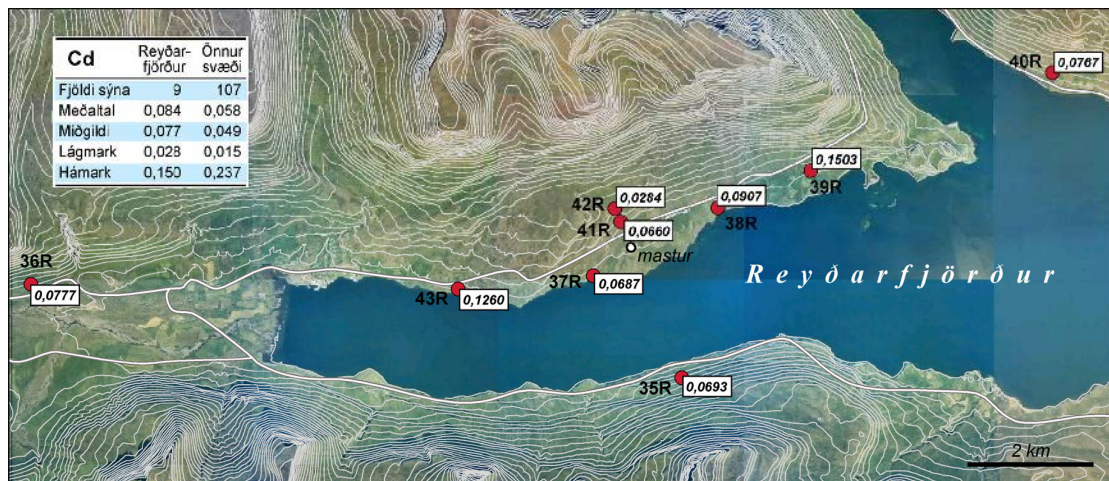 Cd Reyðar-fjörður Önnur svæði
Fjöldi sýna 9 107
Meðaltal 0,084 0,058
Miðgildi 0,077 0,049
Lágmark 0,028 0,015
Hámark 0,150 0,237
40R 0,0767
0,1503
39R
42R 0,0284
0,0907
38R
41R 0,0660
mastur
36R
0,0777
Reyðarfjörður
37R 0,0687
43R 0,1260
35R 0,0693
2 km